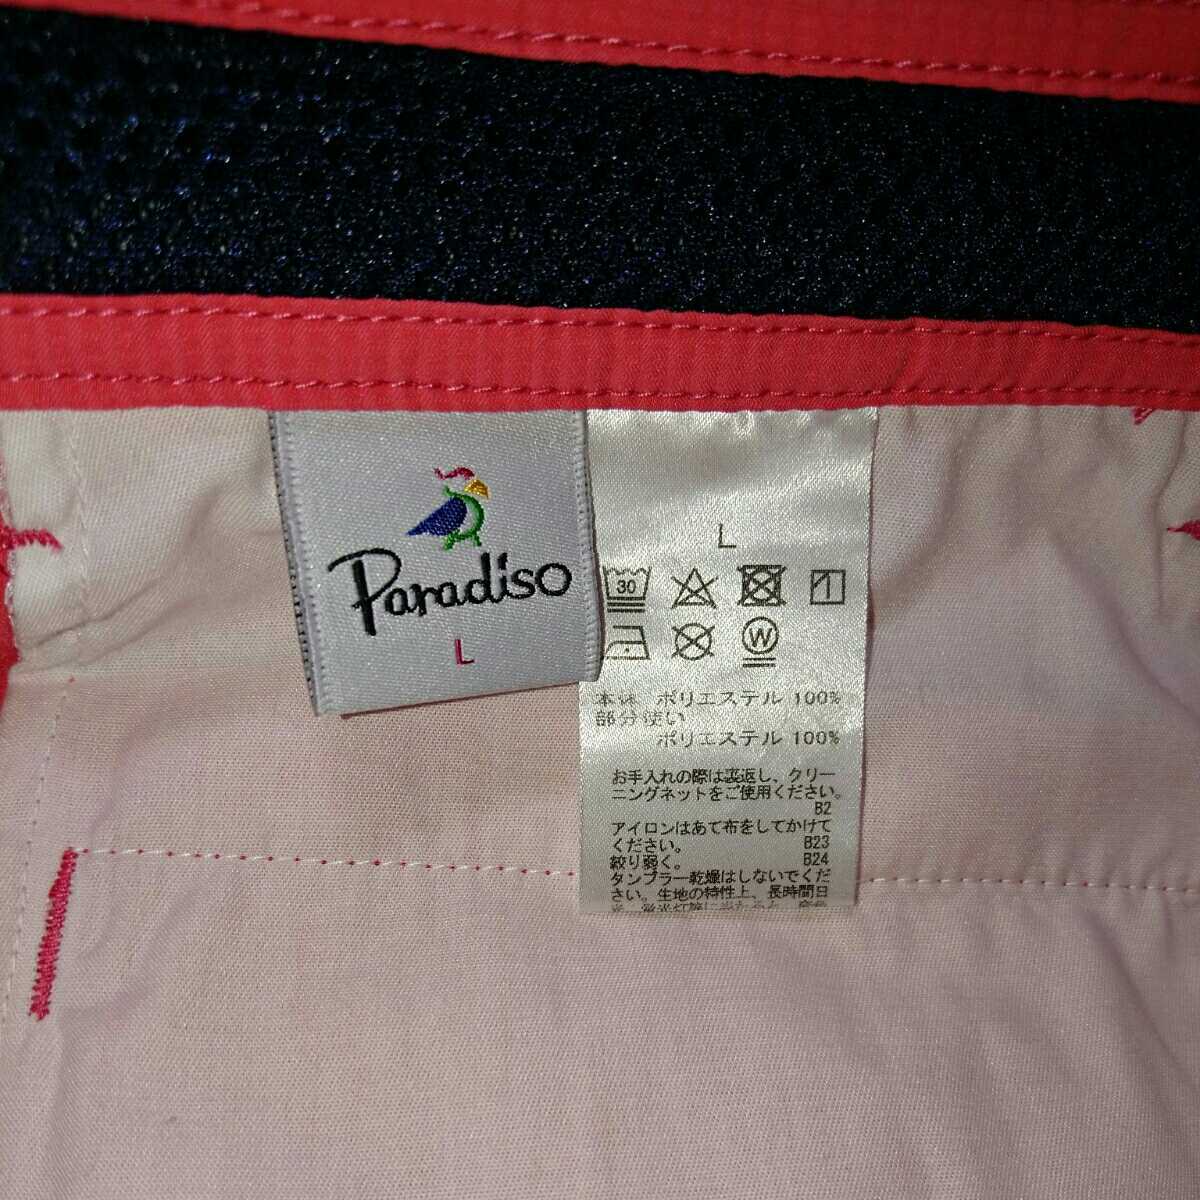 Paradiso
L
L
30
W
本体 ポリエステル 100%
部分使い
ポリエステル 100%
お手入れの際は裏返し、クリー
ニングネットをご使用ください。
B2
アイロンはあて布をしてかけて
ください。 B23
絞り弱く。 B24
タンブラー乾燥はしないでくだ
さい。生地の特性上、長時間日